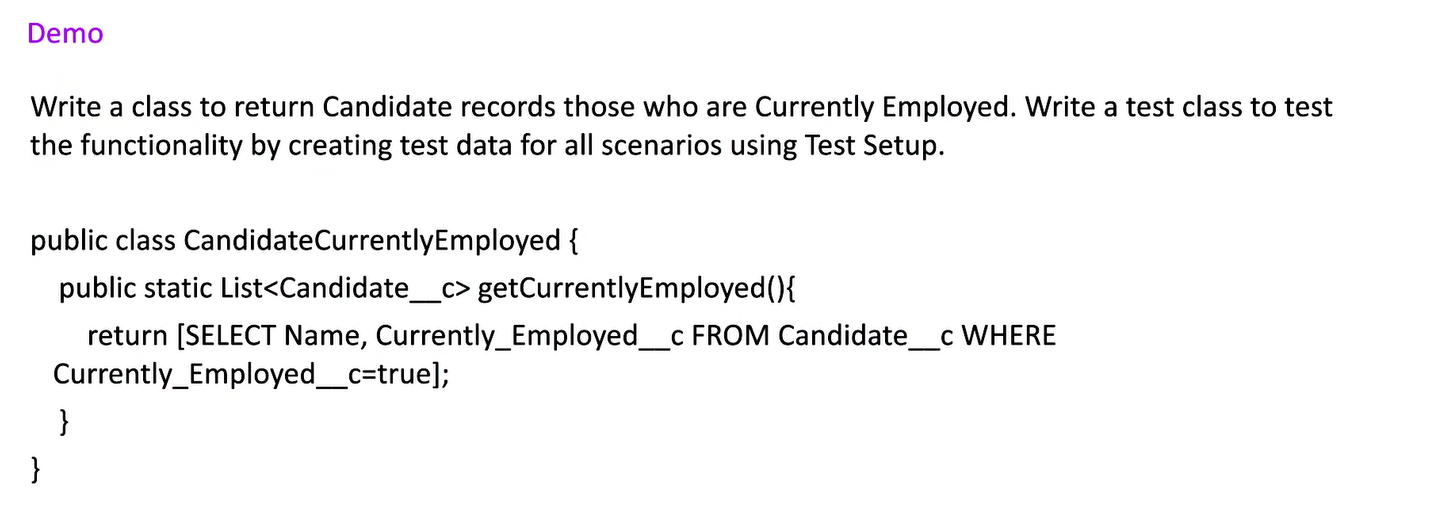 Demo
Write a class to return Candidate records those who are Currently Employed. Write a test class to test
the functionality by creating test data for all scenarios using Test Setup.
public class CandidateCurrentlyEmployed {
public static List<Candidate__c> getCurrentlyEmployed(){
return [SELECT Name, Currently_Employed__c FROM Candidate__c WHERE
Currently_Employed__c=true];
}
}